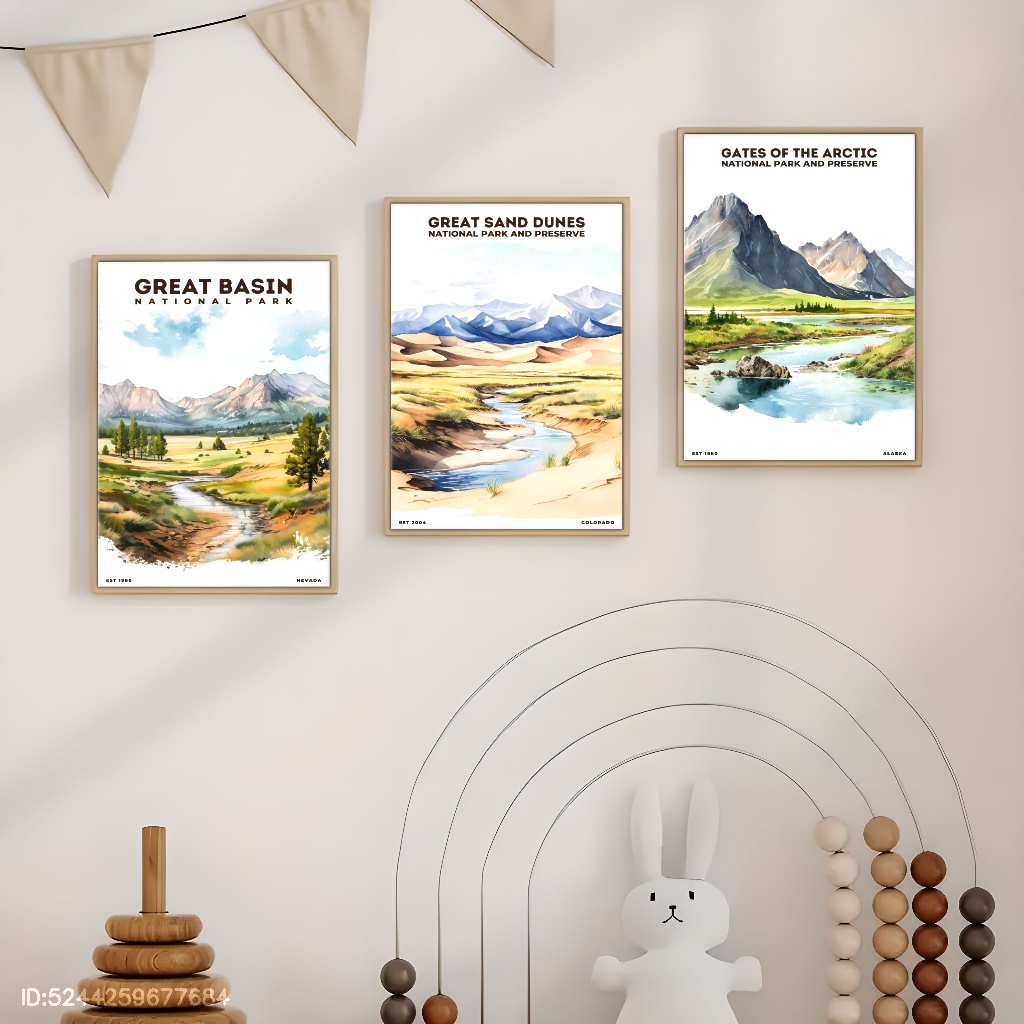 GREAT BASIN
NATIONAL PARK
EST 1986
NEVADA
GREAT SAND DUNES
NATIONAL PARK AND PRESERVE
EST 2004
COLORADO
GATES OF THE ARCTIC
NATIONAL PARK AND PRESERVE
EST 1980
ALASKA
ID:5244259677684